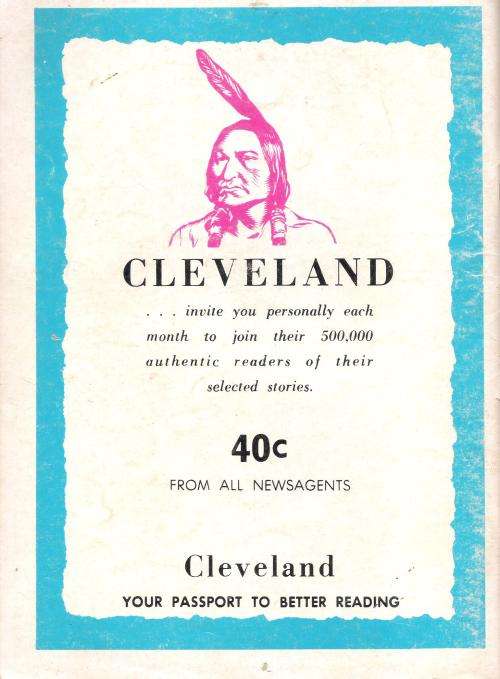 CLEVELAND
. . . invite you personally each
month to join their 500,000
authentic readers of their
selected stories.
40c
FROM ALL NEWSAGENTS
Cleveland
YOUR PASSPORT TO BETTER READING